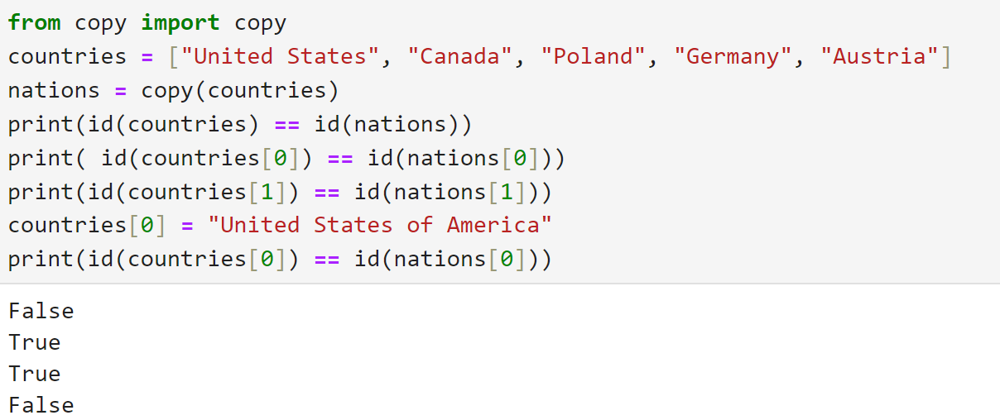 from copy import copy
countries = ["United States", "Canada", "Poland", "Germany", "Austria"]
nations = copy(countries)
print(id(countries) == id(nations))
print( id(countries[0]) == id(nations[0]))
print(id(countries[1]) == id(nations[1]))
countries[0] = "United States of America"
print(id(countries[0]) == id(nations[0]))
False
True
True
False